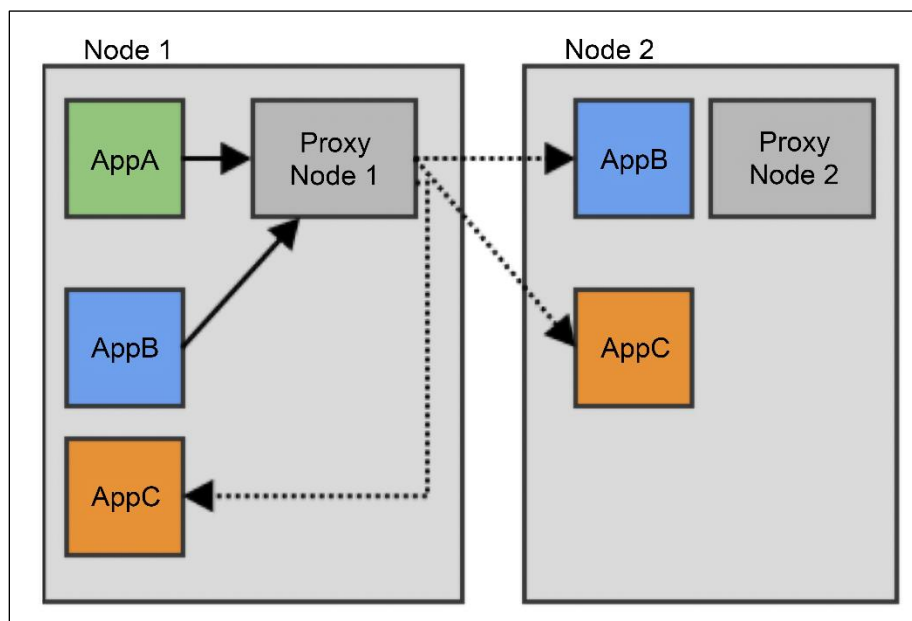 Node 1
Node 2
AppA
Proxy
Node 1
AppB
Proxy
Node 2
AppB
AppC
AppC